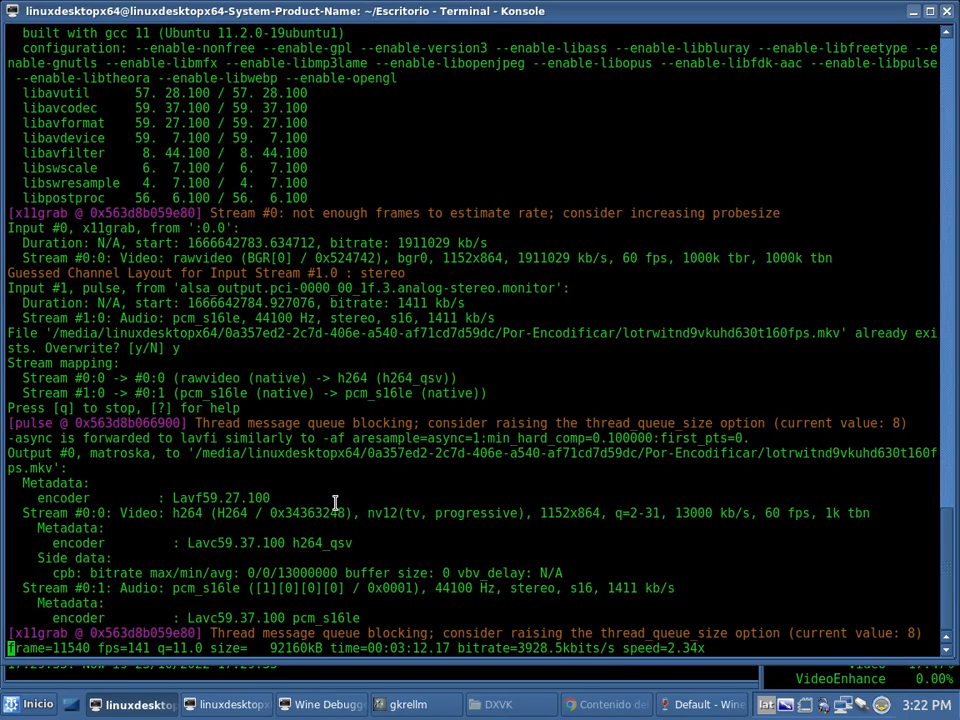 linuxdesktopx64@linuxdesktopx64-System-Product-Name: ~/Escritorio - Terminal - Konsole
built with gcc 11 (Ubuntu 11.2.0-19ubuntu1)
configuration: --enable-nonfree --enable-gpl --enable-version3 --enable-libass --enable-libbluray --enable-libfreetype --e
nable-gnutls --enable-libmfx --enable-libmp3lame --enable-libopenjpeg --enable-libopus --enable-libfdk-aac --enable-libpulse
--enable-libtheora --enable-libwebp --enable-opengl
libavutil 57. 28.100 / 57. 28.100
libavcodec 59. 37.100 / 59. 37.100
libavformat 59. 27.100 / 59. 27.100
libavdevice 59. 7.100 / 59. 7.100
libavfilter 8. 44.100 / 8. 44.100
libswscale 6. 7.100 / 6. 7.100
libswresample 4. 7.100 / 4. 7.100
libpostproc 56. 6.100 / 56. 6.100
[x11grab @ 0x563d8b059e80] Stream #0: not enough frames to estimate rate; consider increasing probesize
Input #0, x11grab, from ':0.0':
Duration: N/A, start: 1666642783.634712, bitrate: 1911029 kb/s
Stream #0:0: Video: rawvideo (BGR[0] / 0x524742), bgr0, 1152x864, 1911029 kb/s, 60 fps, 1000k tbr, 1000k tbn
Guessed Channel Layout for Input Stream #1.0 : stereo
Input #1, pulse, from 'alsa_output.pci-0000_00_1f.3.analog-stereo.monitor':
Duration: N/A, start: 1666642784.927076, bitrate: 1411 kb/s
Stream #1:0: Audio: pcm_s16le, 44100 Hz, stereo, s16, 1411 kb/s
File '/media/linuxdesktopx64/0a357ed2-2c7d-406e-a540-af71cd7d59dc/Por-Encodificar/lotrwitnd9vkuhd630t160fps.mkv' already exi
sts. Overwrite? [y/N] y
Stream mapping:
Stream #0:0 -> #0:0 (rawvideo (native) -> h264 (h264_qsv))
Stream #1:0 -> #0:1 (pcm_s16le (native) -> pcm_s16le (native))
Press [q] to stop, [?] for help
[pulse @ 0x563d8b066900] Thread message queue blocking; consider raising the thread_queue_size option (current value: 8)
-async is forwarded to lavfi similarly to -af aresample=async=1:min_hard_comp=0.100000:first_pts=0.
Output #0, matroska, to '/media/linuxdesktopx64/0a357ed2-2c7d-406e-a540-af71cd7d59dc/Por-Encodificar/lotrwitnd9vkuhd630t160f
ps.mkv':
Metadata:
encoder : Lavf59.27.100
Stream #0:0: Video: h264 (H264 / 0x34363248), nv12(tv, progressive), 1152x864, q=2-31, 13000 kb/s, 60 fps, 1k tbn
Metadata:
encoder : Lavc59.37.100 h264_qsv
Side data:
cpb: bitrate max/min/avg: 0/0/13000000 buffer size: 0 vbv_delay: N/A
Stream #0:1: Audio: pcm_s16le ([1][0][0][0] / 0x0001), 44100 Hz, stereo, s16, 1411 kb/s
Metadata:
encoder : Lavc59.37.100 pcm_s16le
[x11grab @ 0x563d8b059e80] Thread message queue blocking; consider raising the thread_queue_size option (current value: 8)
frame=11540 fps=141 q=11.0 size= 92160kB time=00:03:12.17 bitrate=3928.5kbits/s speed=2.34x
VideoEnhance 0.00%
Inicio
linuxdeskto
linuxdesktopx
Wine Debugg
gkrellm
DXVK
Contenido de
Default - Wine
lat
3:22 PM